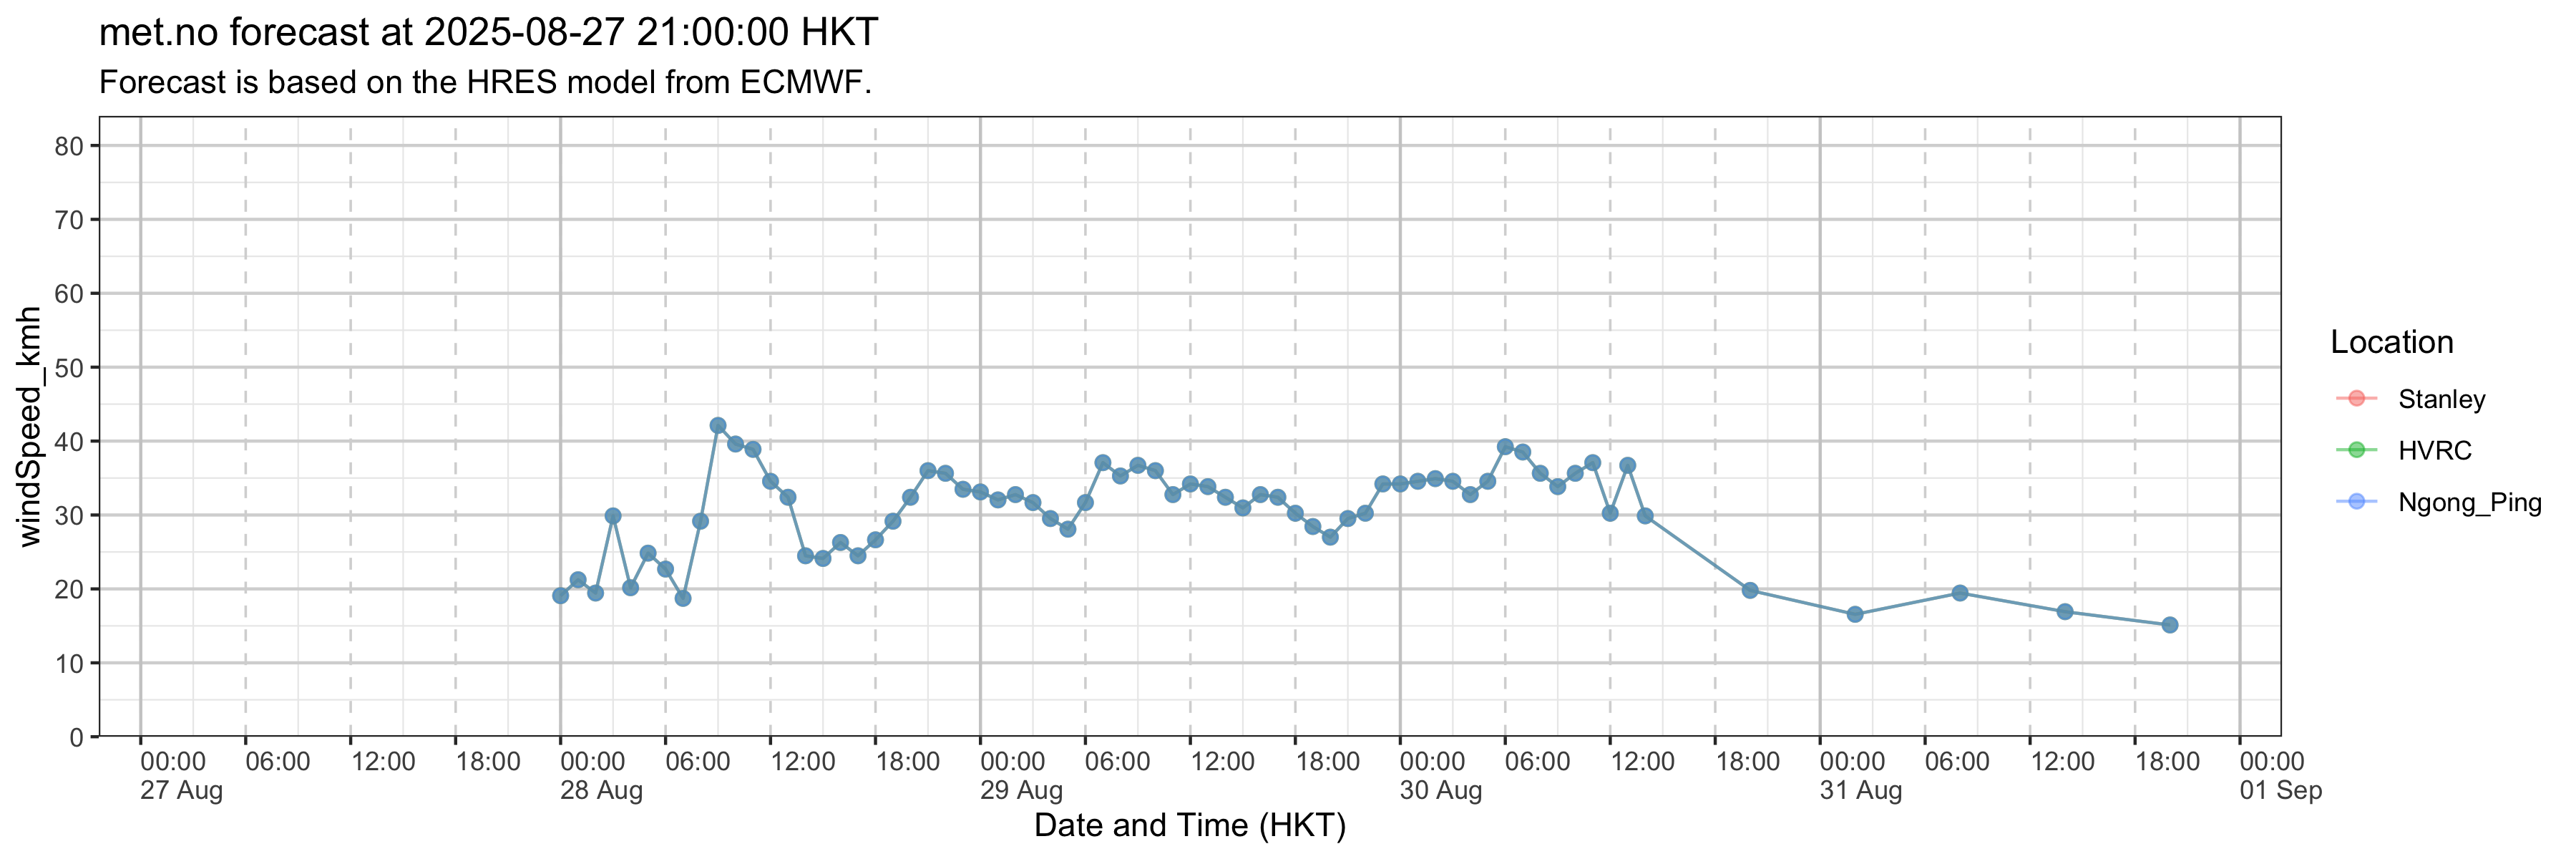 met.no forecast at 2025-08-27 21:00:00 HKT
Forecast is based on the HRES model from ECMWF.
windSpeed_kmh
80
70
60
50
40
30
20
10
0
00:00 06:00 12:00 18:00 00:00 06:00 12:00 18:00 00:00 06:00 12:00 18:00 00:00 06:00 12:00 18:00 00:00 06:00 12:00 18:00 00:00
27 Aug 28 Aug 29 Aug 30 Aug 31 Aug 01 Sep
Date and Time (HKT)
Location
Stanley
HVRC
Ngong_Ping